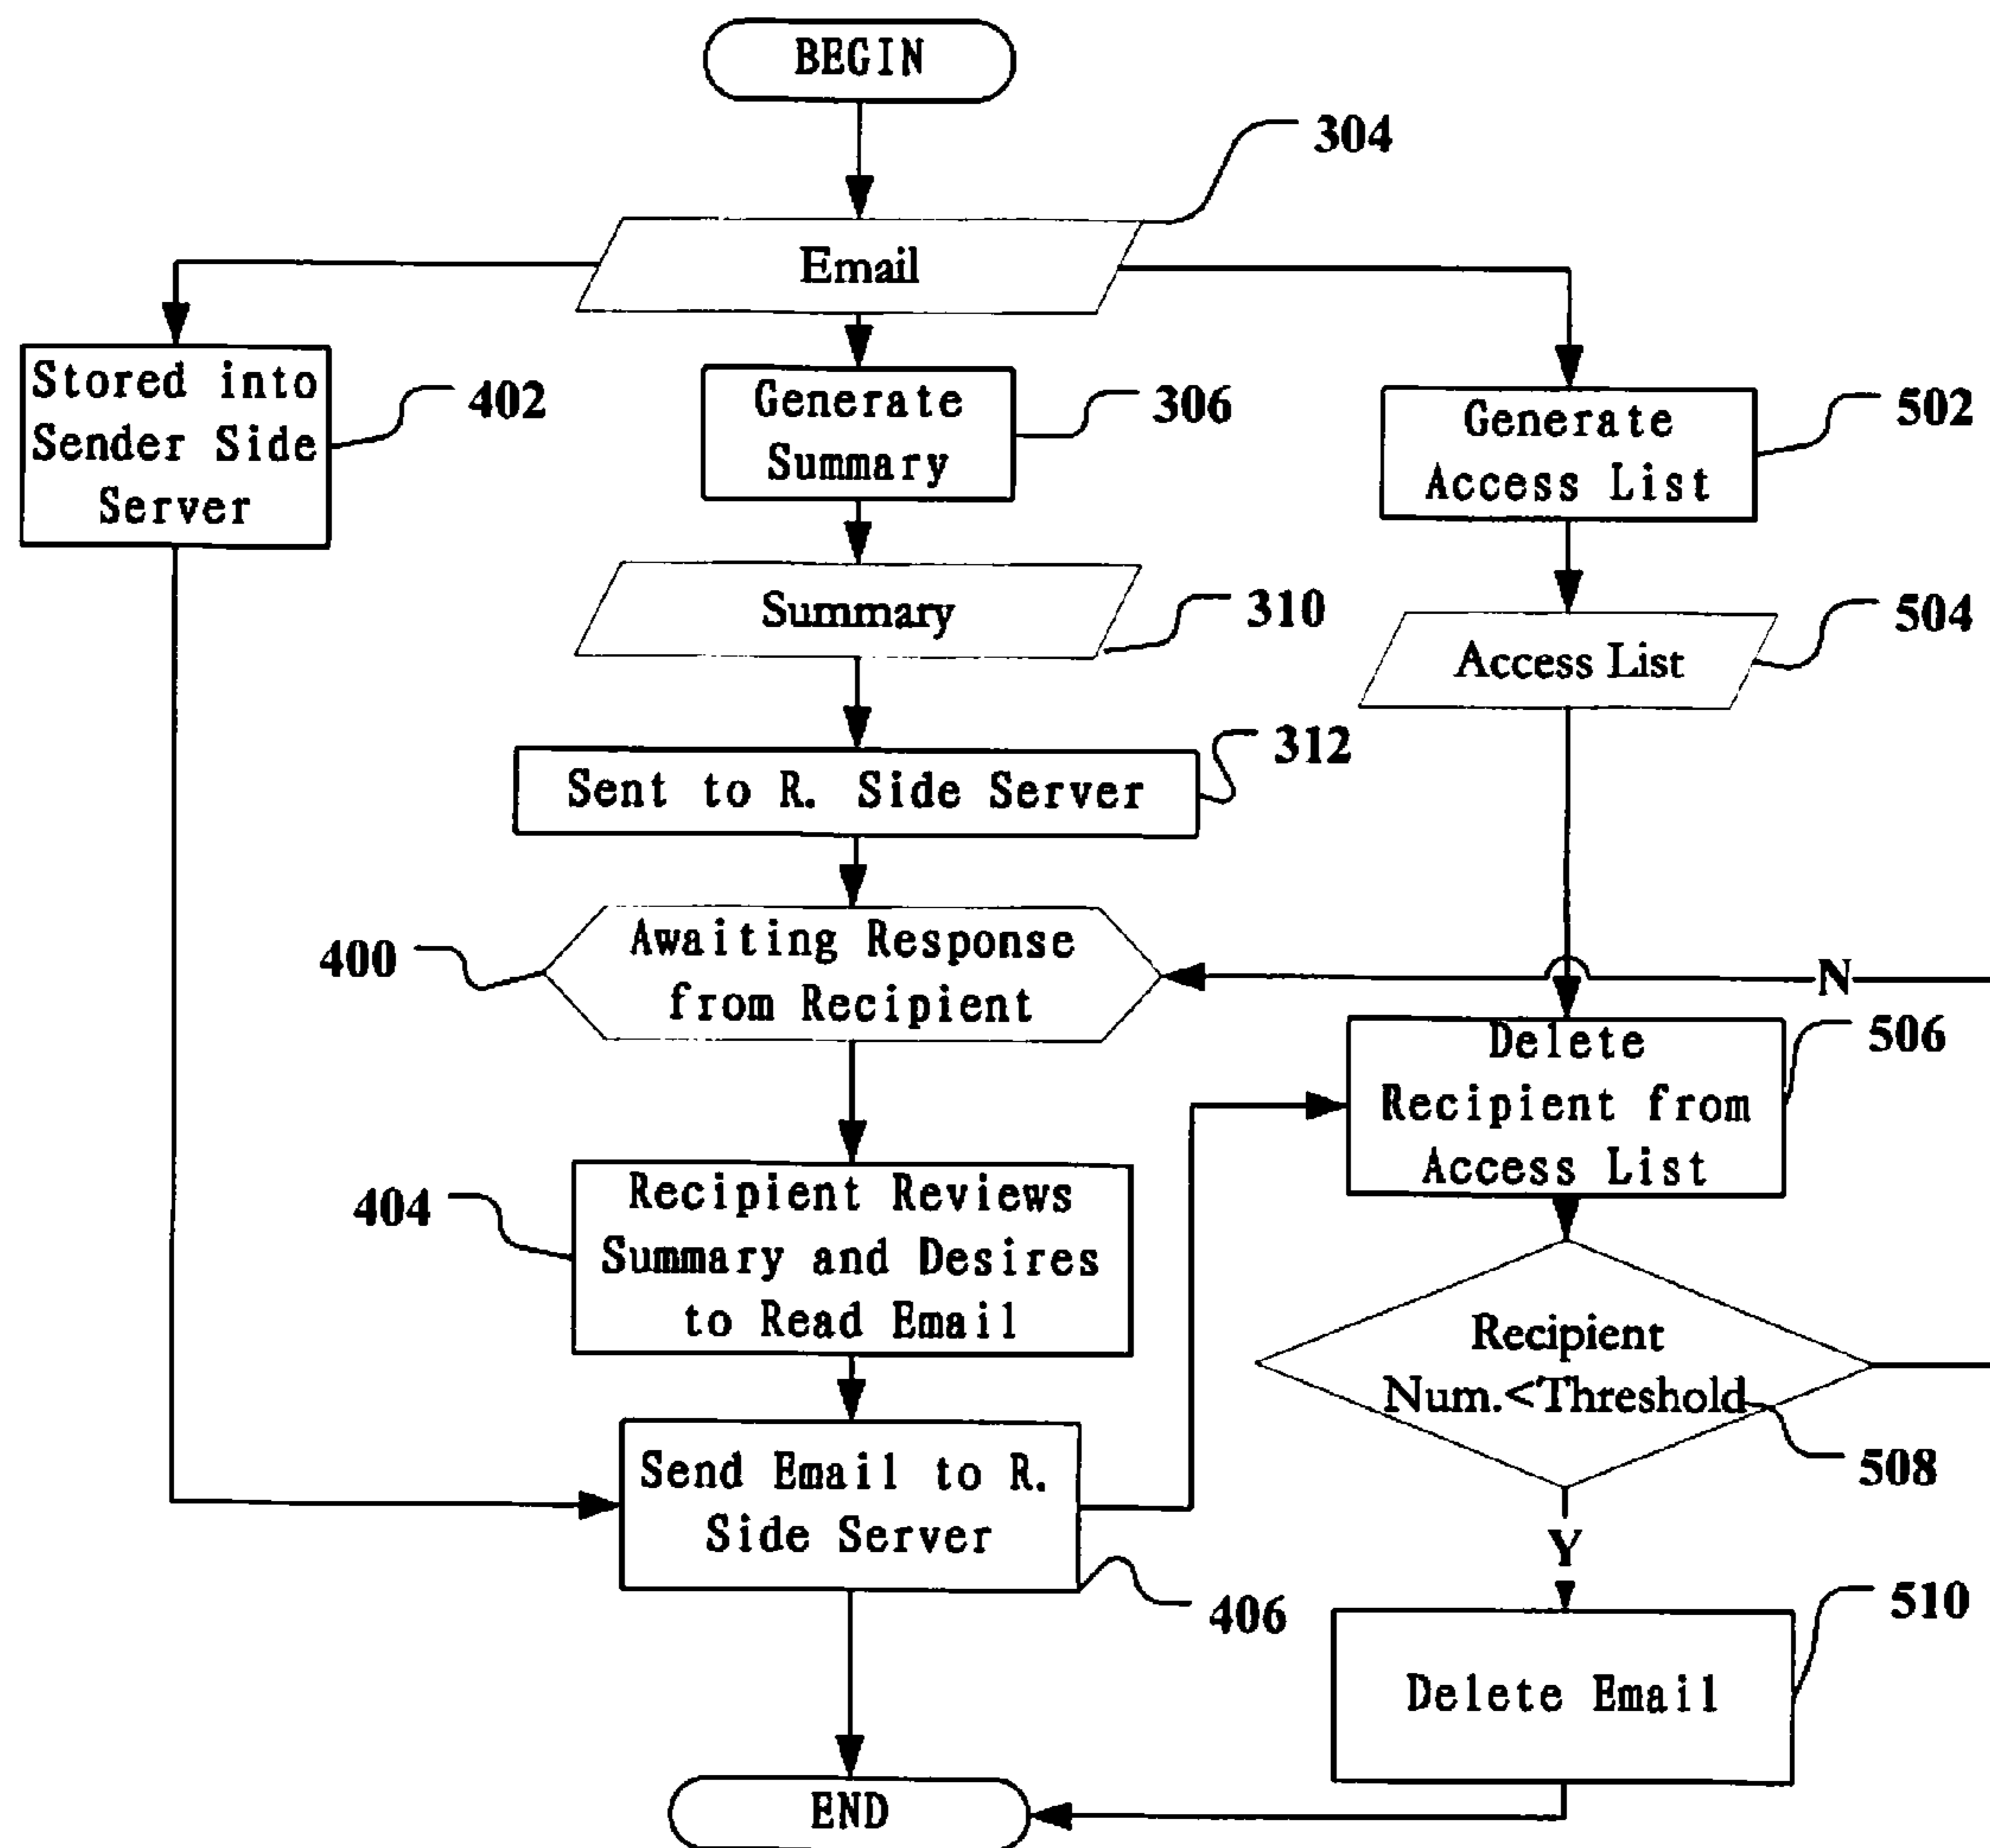 BEGIN
304
Email
Stored into
Sender Side
Server
402
Generate
Summary
306
Generate
Access List
502
Summary
310
Access List
504
Sent to R. Side Server
312
Awaiting Response
from Recipient
400
N
Delete
Recipient from
Access List
506
Recipient Reviews
Summary and Desires
to Read Email
404
Recipient
Num.<Threshold
508
Send Email to R.
Side Server
406
Y
Delete Email
510
END